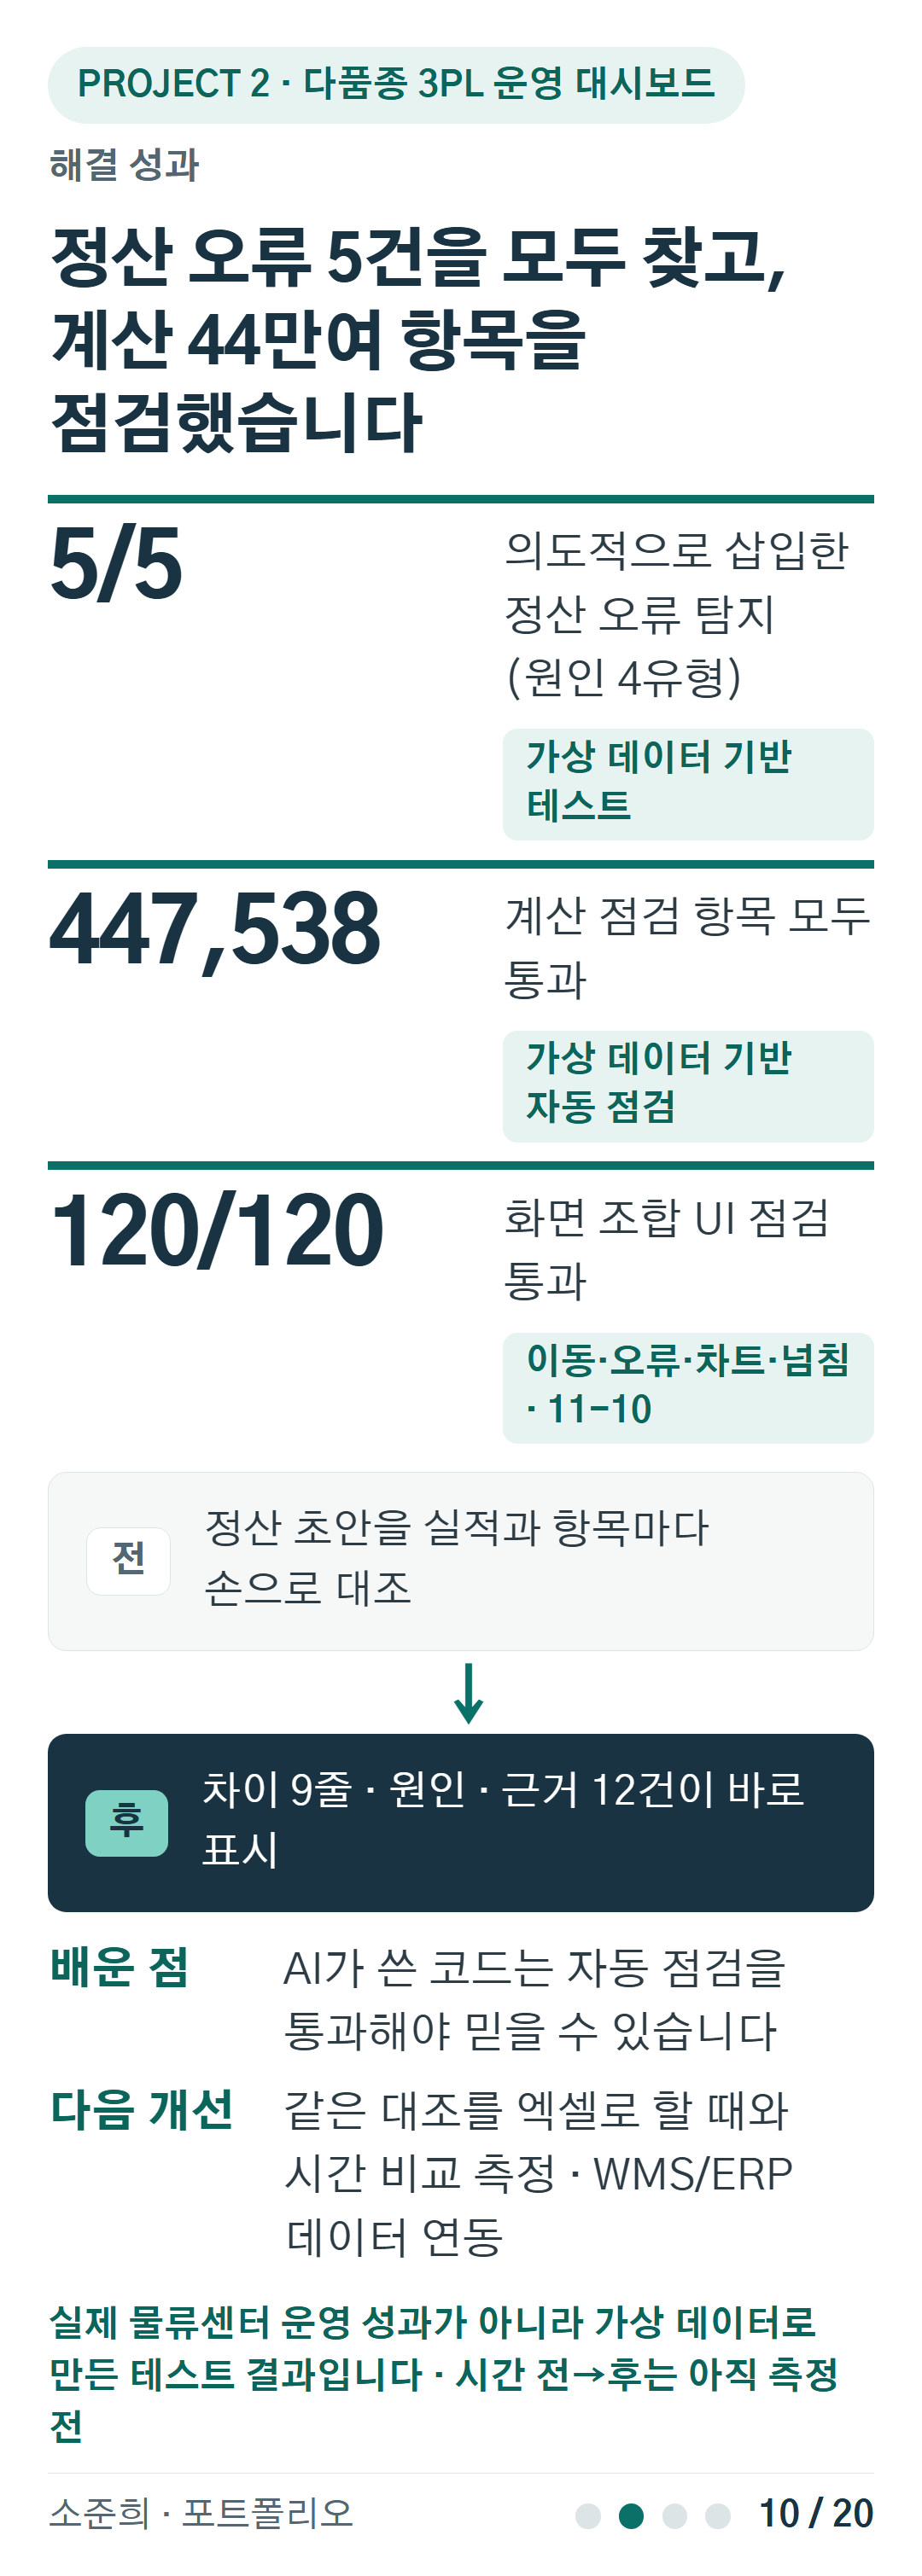 PROJECT 2 · 다품종 3PL 운영 대시보드
해결 성과
정산 오류 5건을 모두 찾고,
계산 44만여 항목을
점검했습니다
5/5
의도적으로 삽입한
정산 오류 탐지
(원인 4유형)
가상 데이터 기반
테스트
447,538
계산 점검 항목 모두
통과
가상 데이터 기반
자동 점검
120/120
화면 조합 UI 점검
통과
이동·오류·차트·넘침
· 11–10
전
정산 초안을 실적과 항목마다
손으로 대조
↓
후
차이 9줄 · 원인 · 근거 12건이 바로
표시
배운 점
AI가 쓴 코드는 자동 점검을
통과해야 믿을 수 있습니다
다음 개선
같은 대조를 엑셀로 할 때와
시간 비교 측정 · WMS/ERP
데이터 연동
실제 물류센터 운영 성과가 아니라 가상 데이터로
만든 테스트 결과입니다 · 시간 전→후는 아직 측정
전
소준희 · 포트폴리오
10 / 20